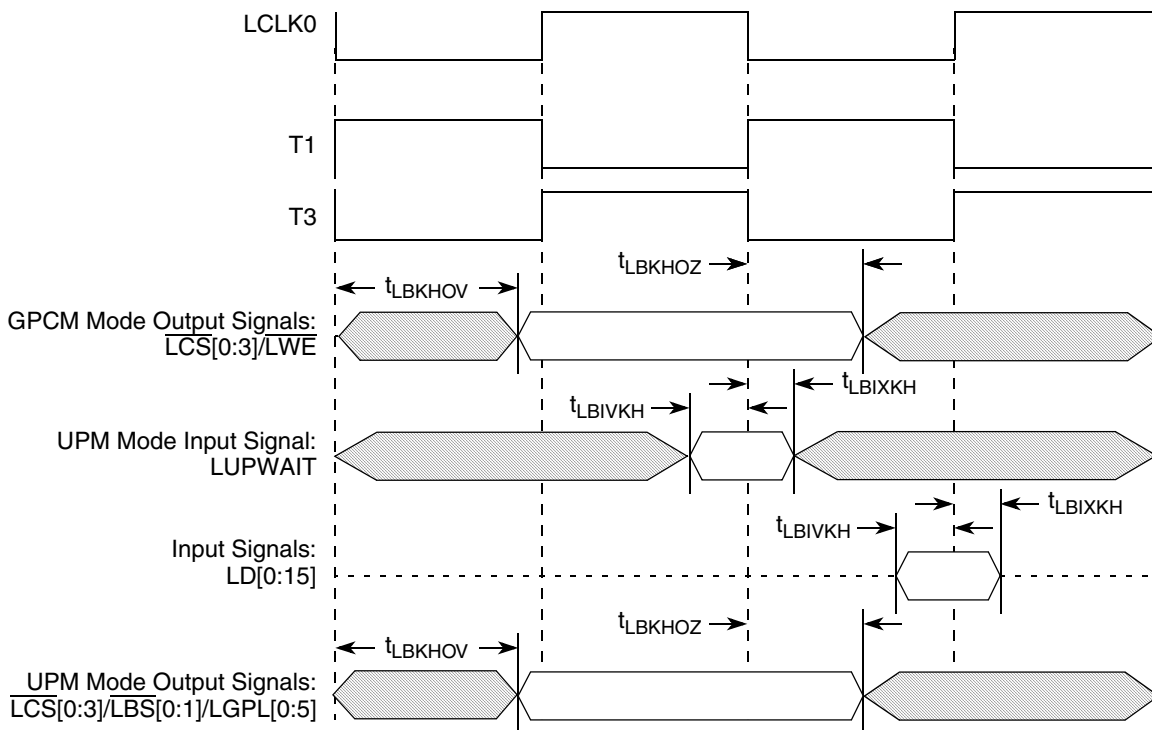 LCLK0
T1
T3
tLBKHOZ
tLBKHOV
GPCM Mode Output Signals:
LCS[0:3]/LWE
tLBIXKH
tLBIVKH
UPM Mode Input Signal:
LUPWAIT
tLBIXKH
tLBIVKH
Input Signals:
LD[0:15]
tLBKHOZ
tLBKHOV
UPM Mode Output Signals:
LCS[0:3]/LBS[0:1]/LGPL[0:5]